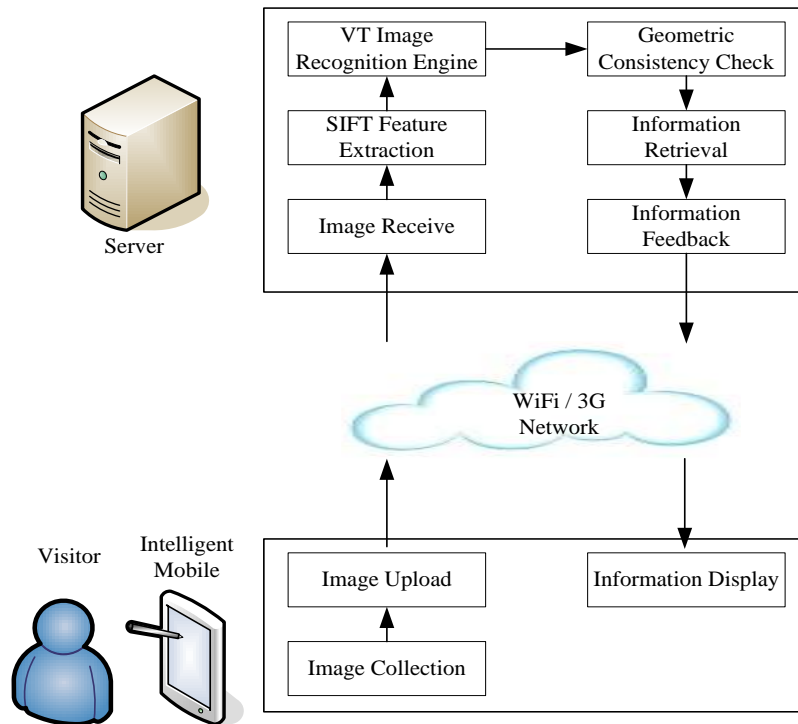 VT Image
Recognition Engine
Geometric
Consistency Check
SIFT Feature
Extraction
Information
Retrieval
Image Receive
Information
Feedback
Server
WiFi / 3G
Network
Visitor
Intelligent
Mobile
Image Upload
Information Display
Image Collection